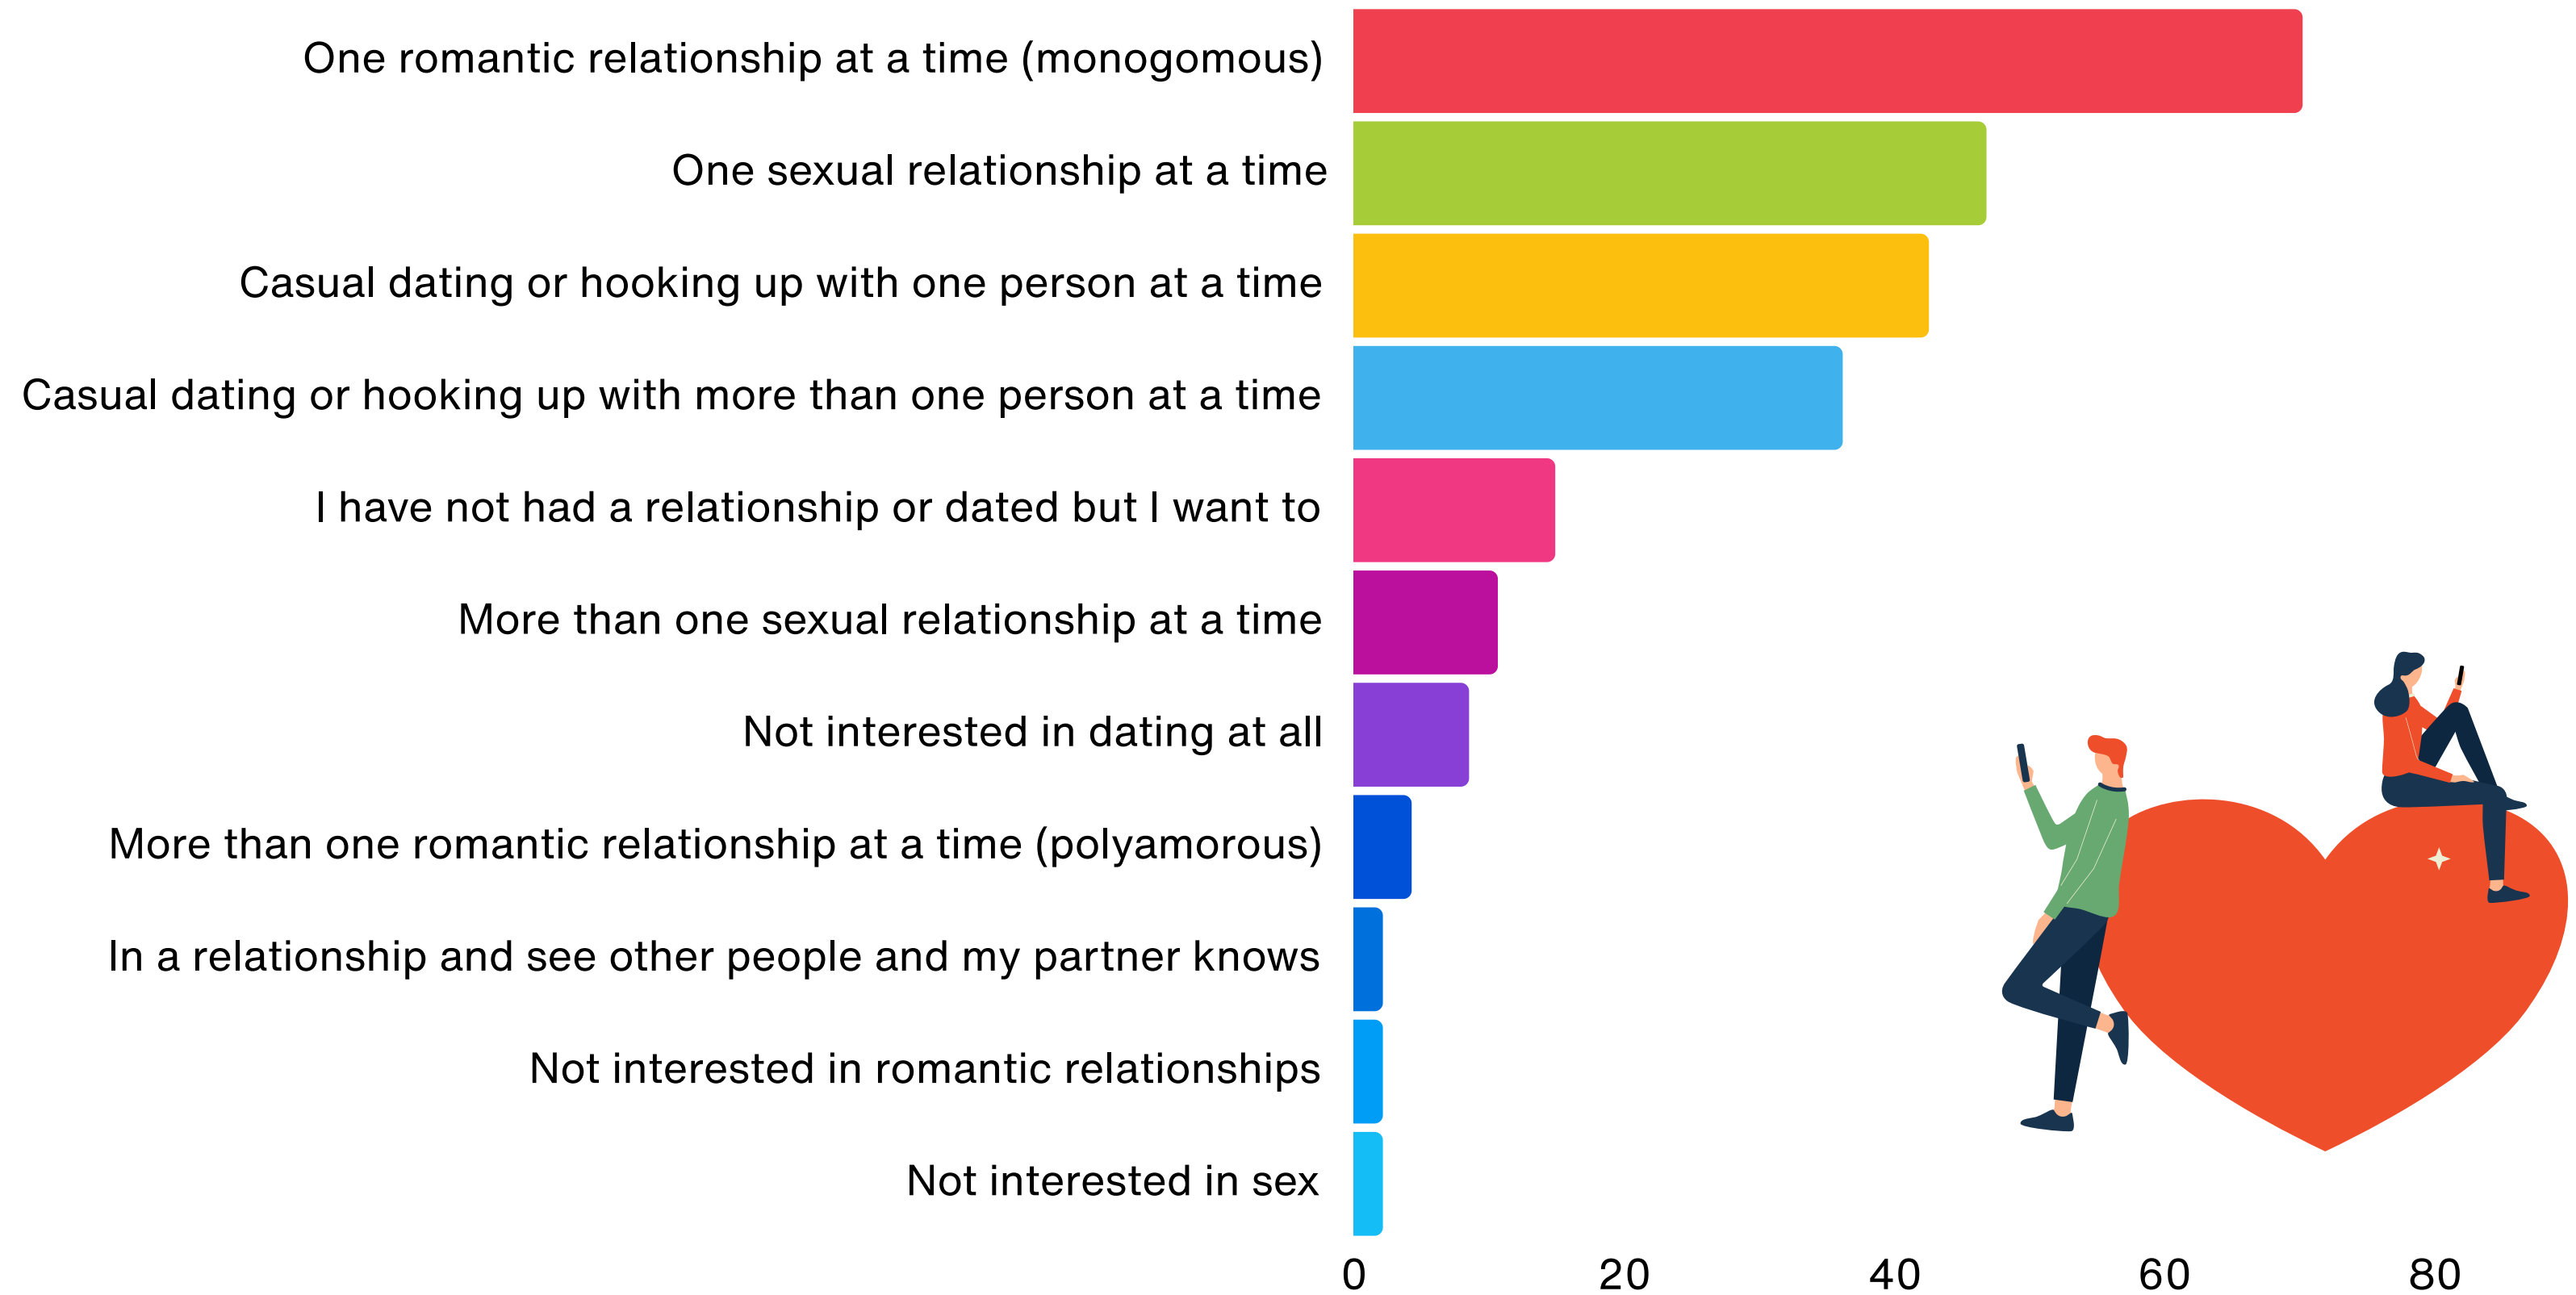 One romantic relationship at a time (monogomous)
One sexual relationship at a time
Casual dating or hooking up with one person at a time
Casual dating or hooking up with more than one person at a time
I have not had a relationship or dated but I want to
More than one sexual relationship at a time
Not interested in dating at all
More than one romantic relationship at a time (polyamorous)
In a relationship and see other people and my partner knows
Not interested in romantic relationships
Not interested in sex
0 20 40 60 80